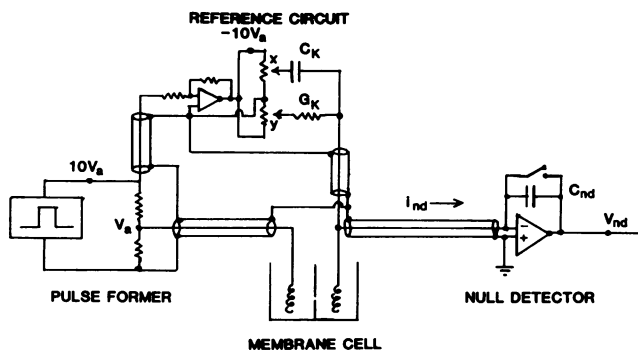 REFERENCE CIRCUIT
-10Va
x
CK
GK
y
10Va
Va
ind
Cnd
Vnd
-
+
PULSE FORMER
NULL DETECTOR
MEMBRANE CELL